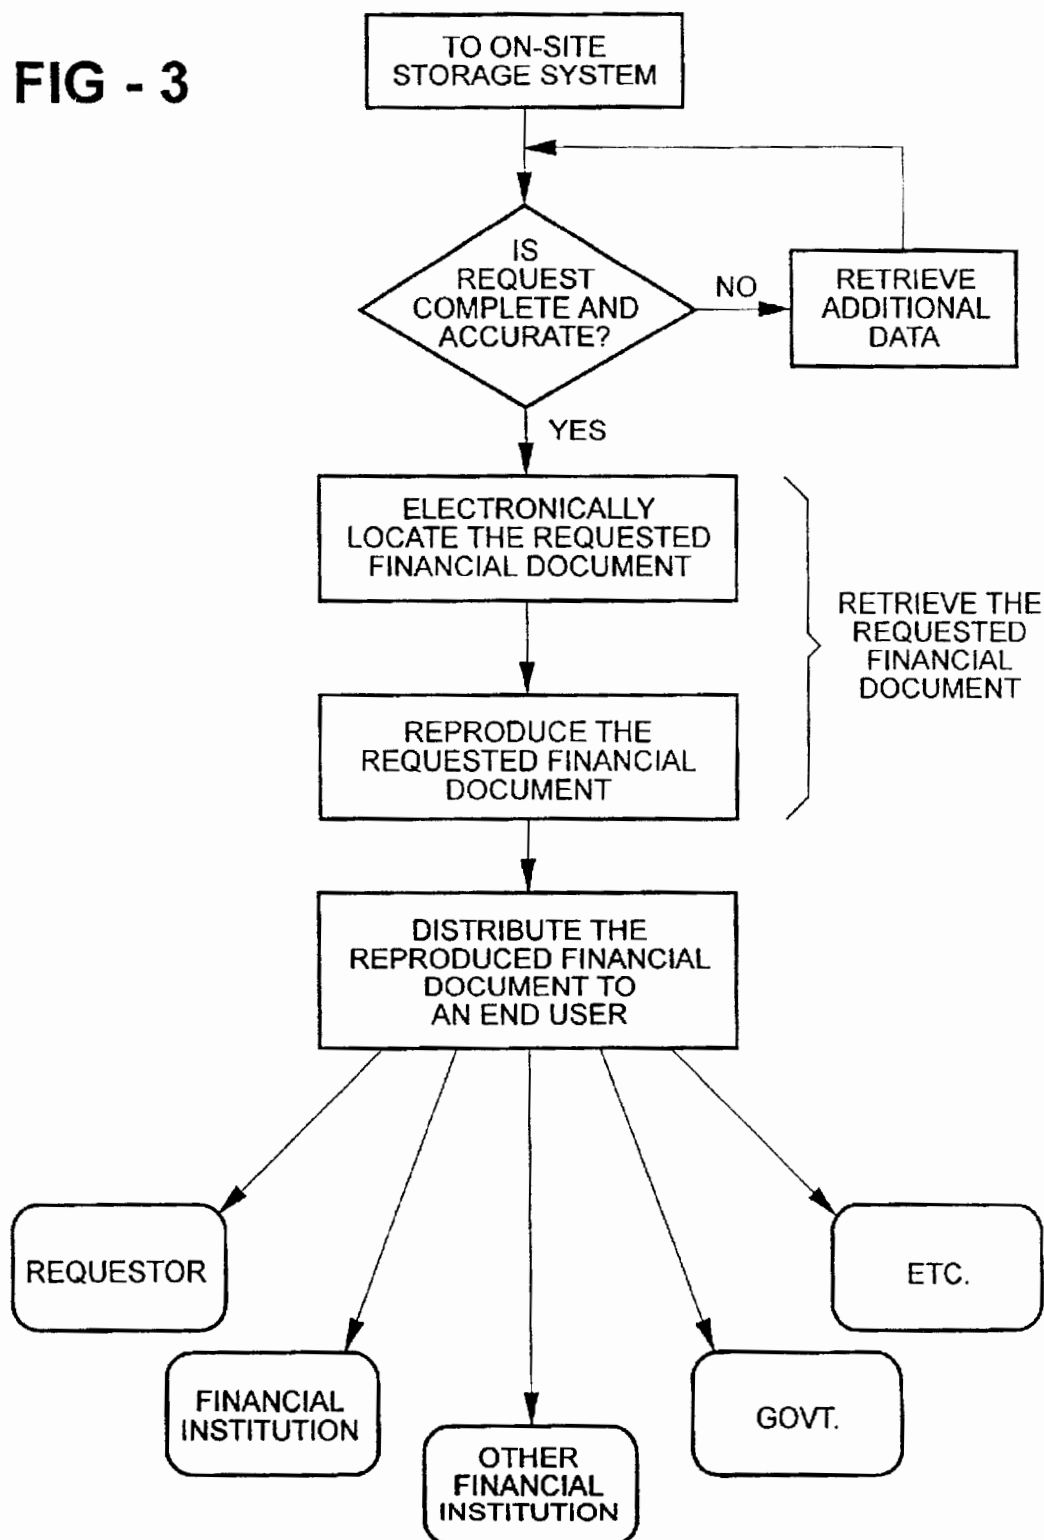 FIG - 3
TO ON-SITE
STORAGE SYSTEM
IS
REQUEST
COMPLETE AND
ACCURATE?
NO
RETRIEVE
ADDITIONAL
DATA
YES
ELECTRONICALLY
LOCATE THE REQUESTED
FINANCIAL DOCUMENT
RETRIEVE THE
REQUESTED
FINANCIAL
DOCUMENT
REPRODUCE THE
REQUESTED FINANCIAL
DOCUMENT
DISTRIBUTE THE
REPRODUCED FINANCIAL
DOCUMENT TO
AN END USER
REQUESTOR
FINANCIAL
INSTITUTION
OTHER
FINANCIAL
INSTITUTION
GOVT.
ETC.